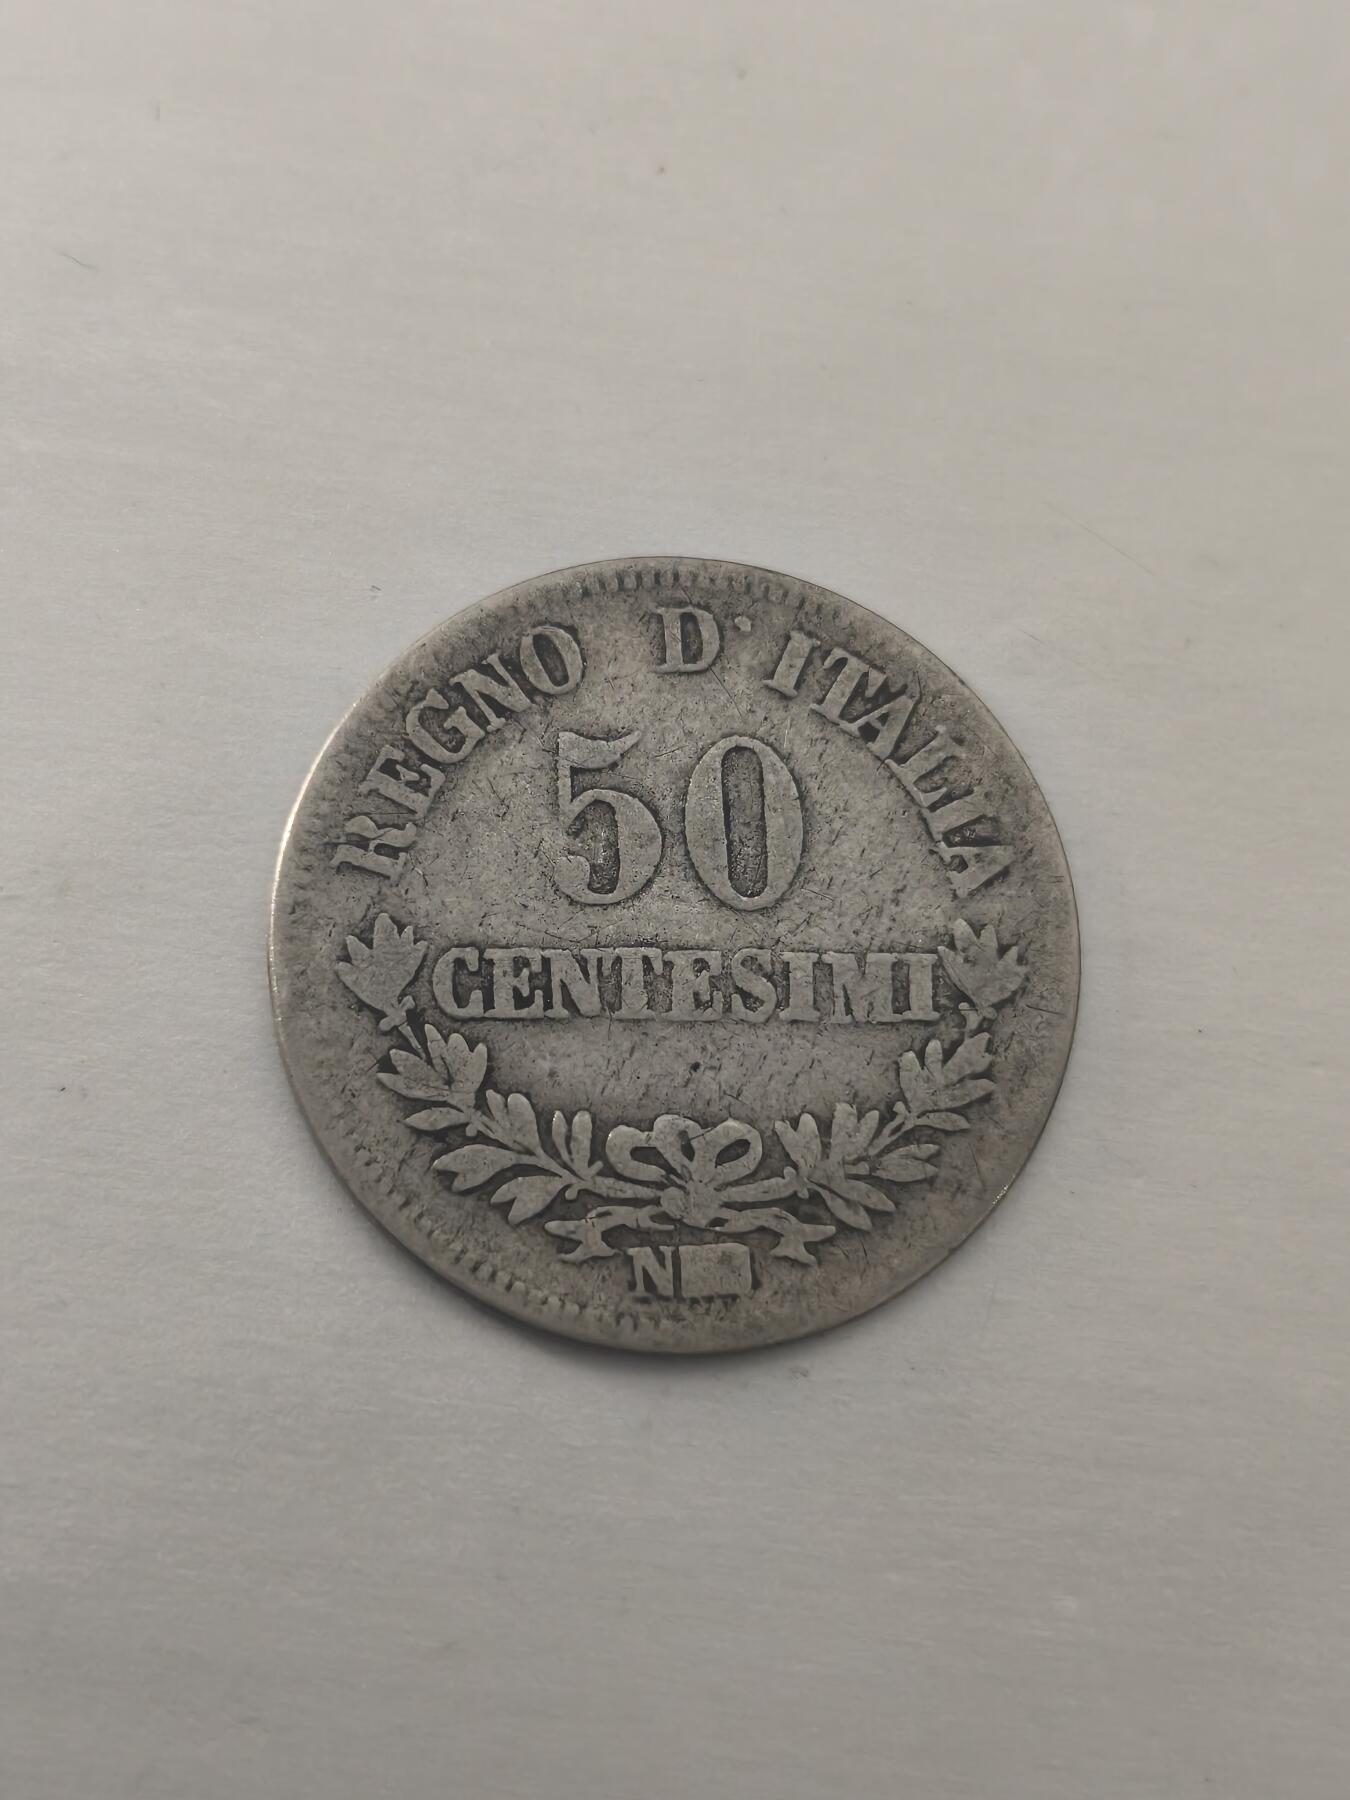 REGNO D'ITALIA
50
CENTESIMI
N